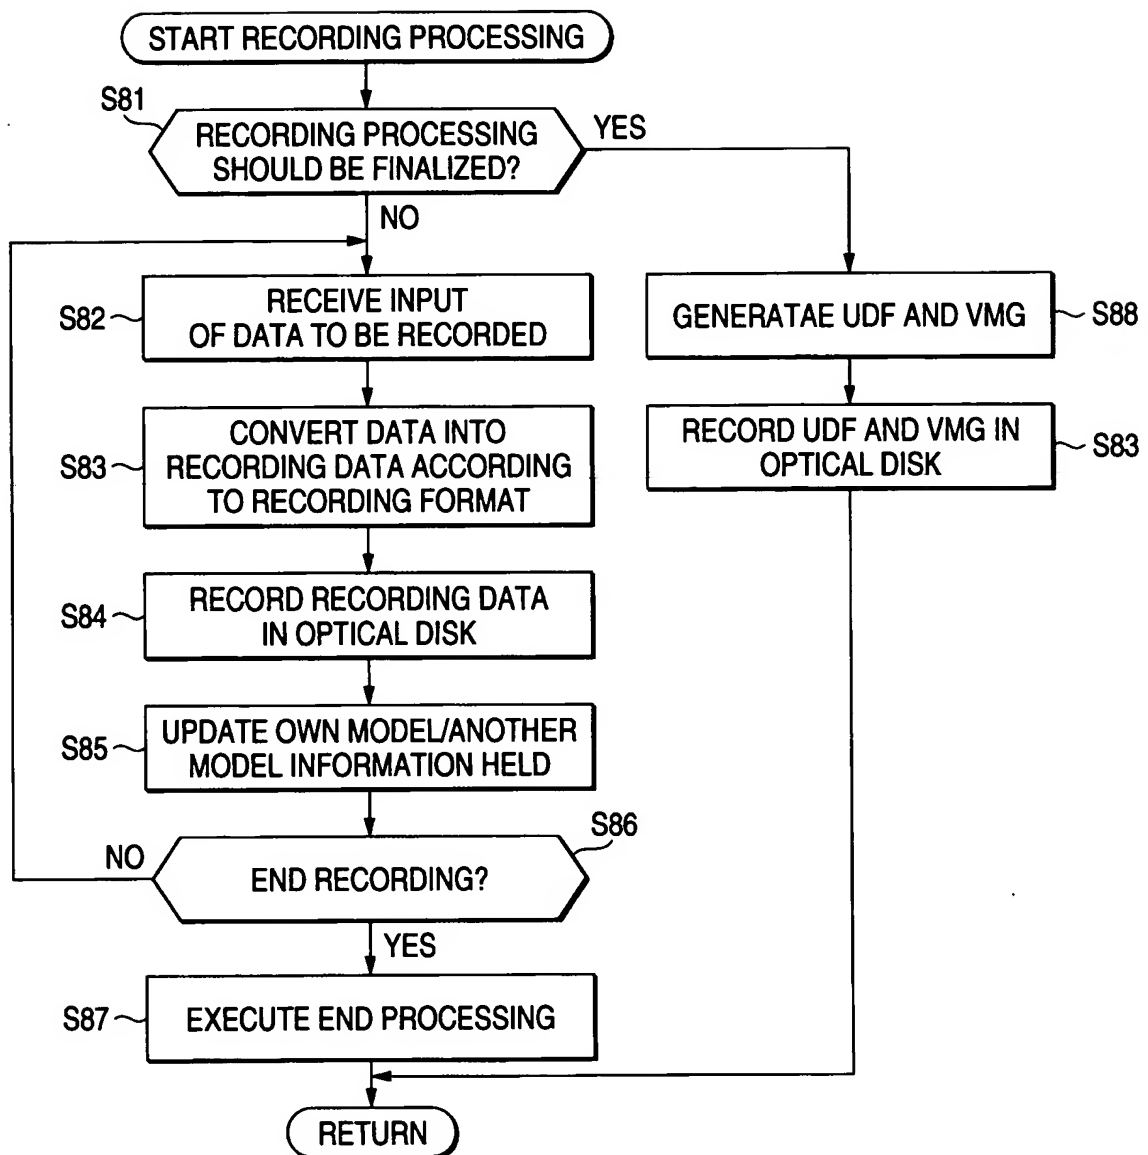 START RECORDING PROCESSING
S81
RECORDING PROCESSING
SHOULD BE FINALIZED?
YES
NO
S82
RECEIVE INPUT
OF DATA TO BE RECORDED
GENERATAE UDF AND VMG
S88
S83
CONVERT DATA INTO
RECORDING DATA ACCORDING
TO RECORDING FORMAT
RECORD UDF AND VMG IN
OPTICAL DISK
S83
S84
RECORD RECORDING DATA
IN OPTICAL DISK
S85
UPDATE OWN MODEL/ANOTHER
MODEL INFORMATION HELD
S86
NO
END RECORDING?
YES
S87
EXECUTE END PROCESSING
RETURN